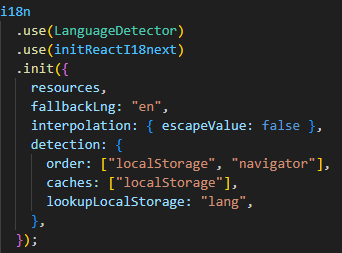 i18n
  .use(LanguageDetector)
  .use(initReactI18next)
  .init({
    resources,
    fallbackLng: "en",
    interpolation: { escapeValue: false },
    detection: {
      order: ["localStorage", "navigator"],
      caches: ["localStorage"],
      lookupLocalStorage: "lang",
    },
  });